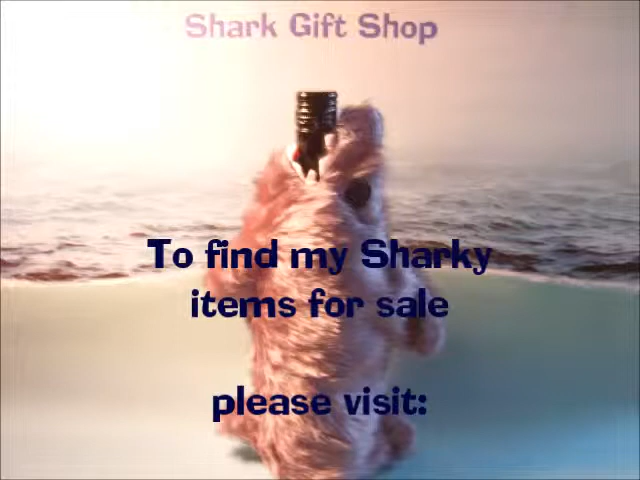 Shark Gift Shop
To find my Sharky
items for sale
please visit: